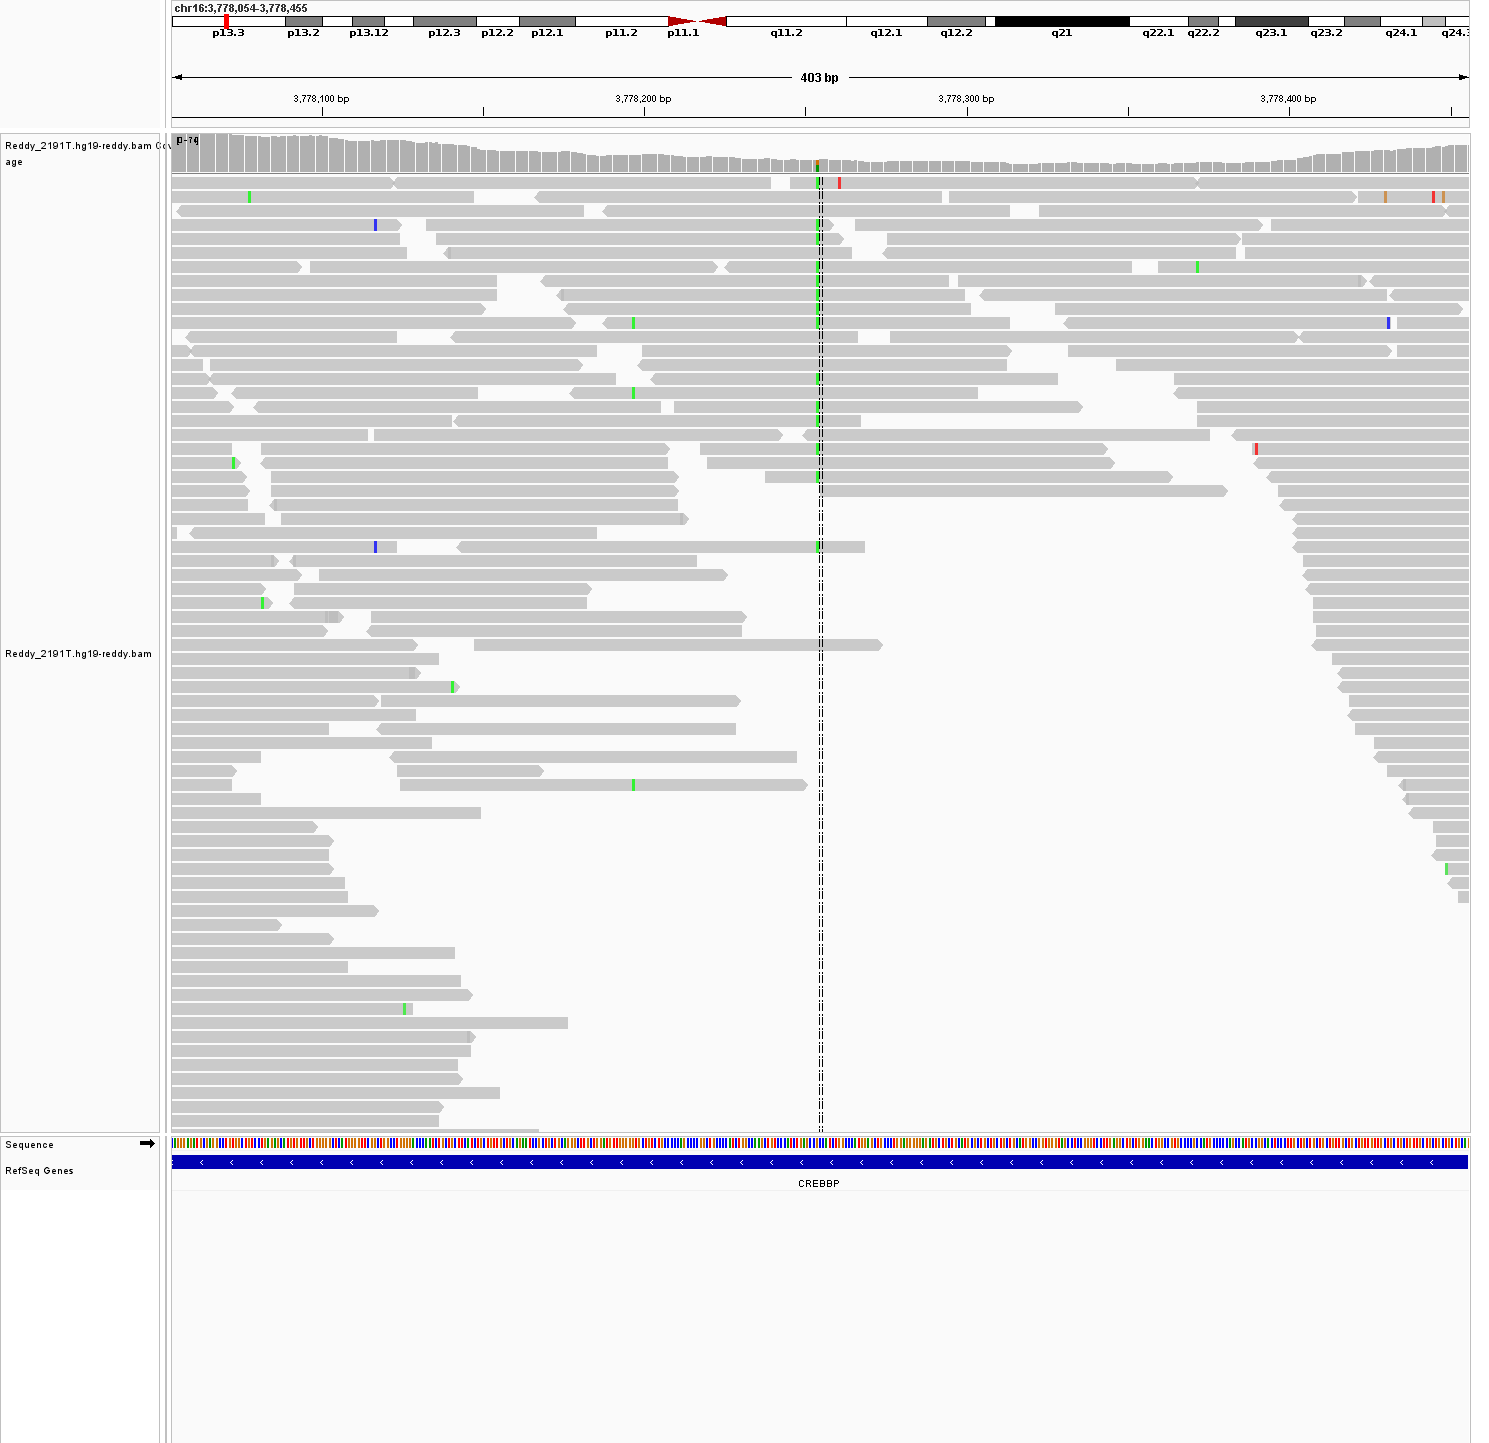 chr16:3,778,054-3,778,455
p13.3 p13.2 p13.12 p12.3 p12.2 p12.1 p11.2 p11.1 q11.2 q12.1 q12.2 q21 q22.1 q22.2 q23.1 q23.2 q24.1 q24.3
403 bp
3,778,100 bp 3,778,200 bp 3,778,300 bp 3,778,400 bp
Reddy_2191T.hg19-reddy.bam Cov
age
Reddy_2191T.hg19-reddy.bam
Sequence
RefSeq Genes
CREBBP